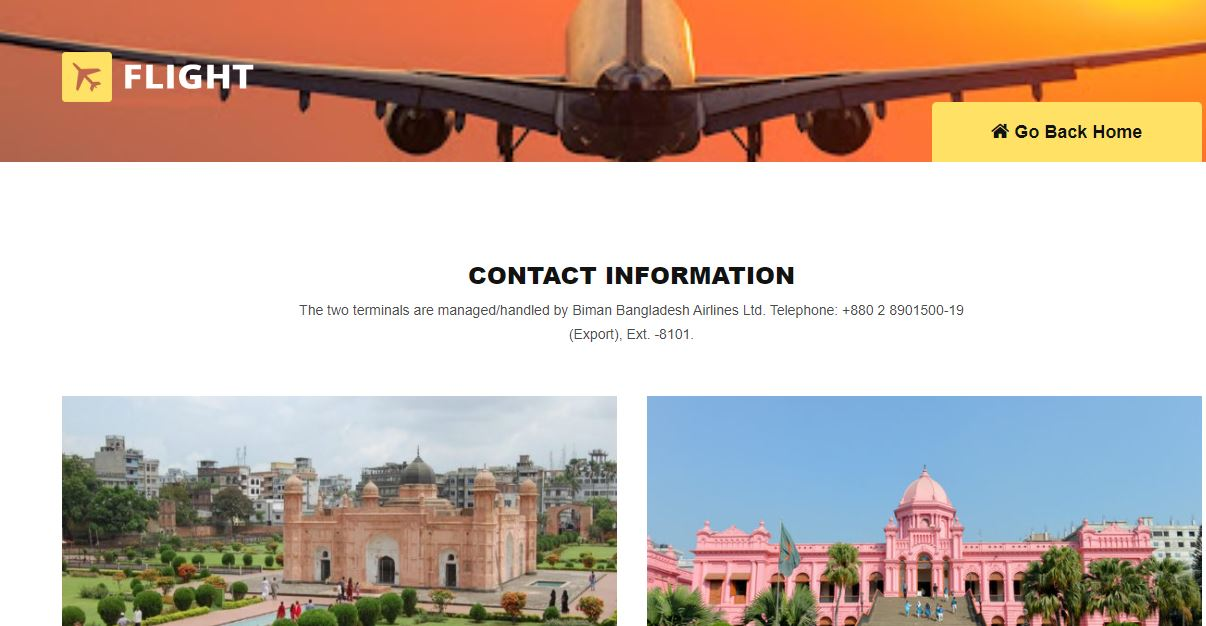 FLIGHT
Go Back Home
CONTACT INFORMATION
The two terminals are managed/handled by Biman Bangladesh Airlines Ltd. Telephone: +880 2 8901500-19
(Export), Ext. -8101.